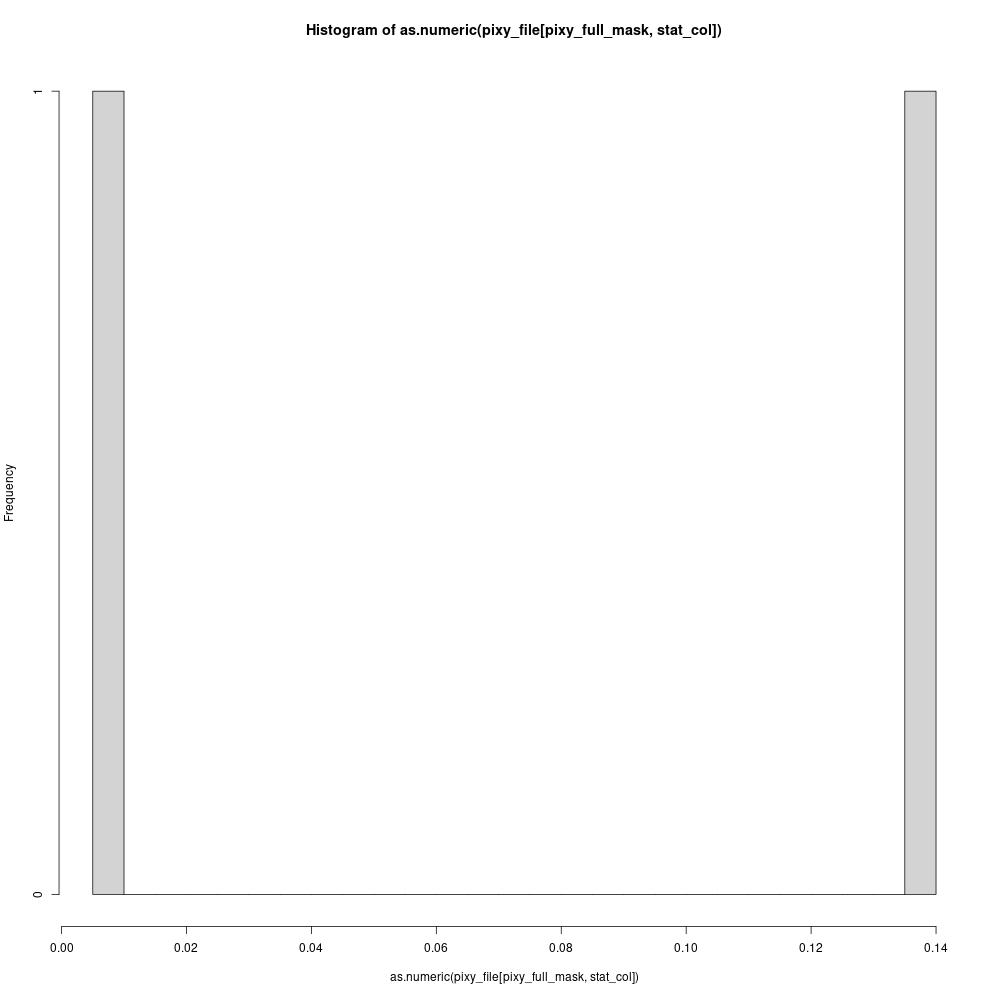 Histogram of as.numeric(pixy_file[pixy_full_mask, stat_col])
Frequency
1
0
0.00 0.02 0.04 0.06 0.08 0.10 0.12 0.14
as.numeric(pixy_file[pixy_full_mask, stat_col])